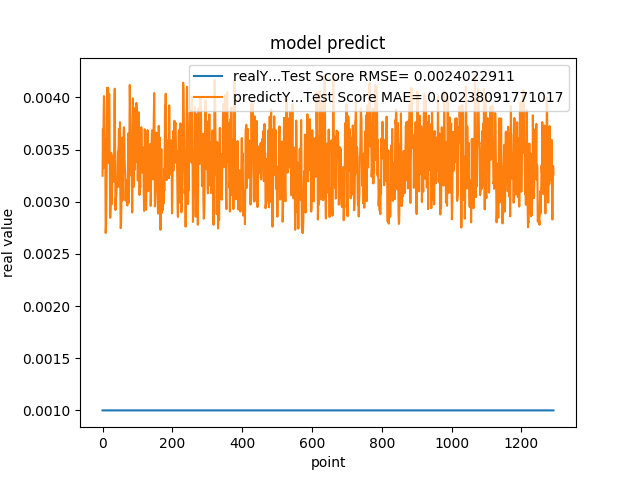 model predict
realY...Test Score RMSE= 0.0024022911
predictY...Test Score MAE= 0.00238091771017
0.0040
0.0035
0.0030
0.0025
0.0020
0.0015
0.0010
real value
0 200 400 600 800 1000 1200
point